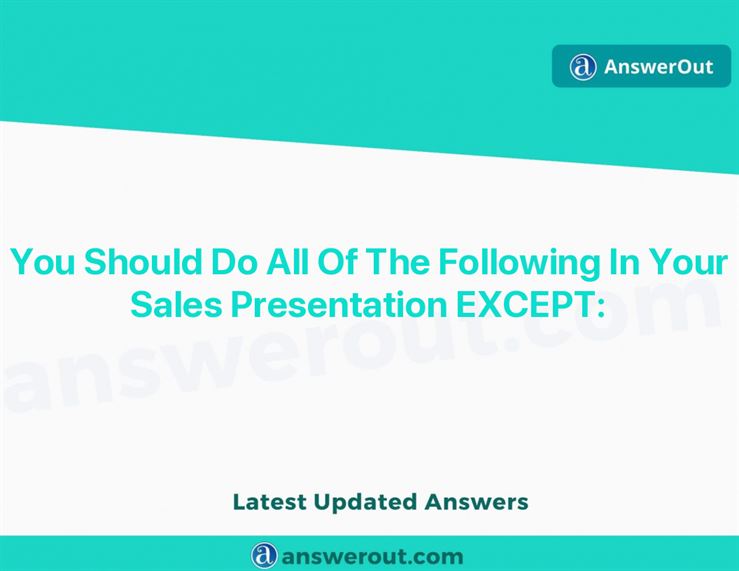 AnswerOut
You Should Do All Of The Following In Your
Sales Presentation EXCEPT:
answerout.com
Latest Updated Answers
answerout.com